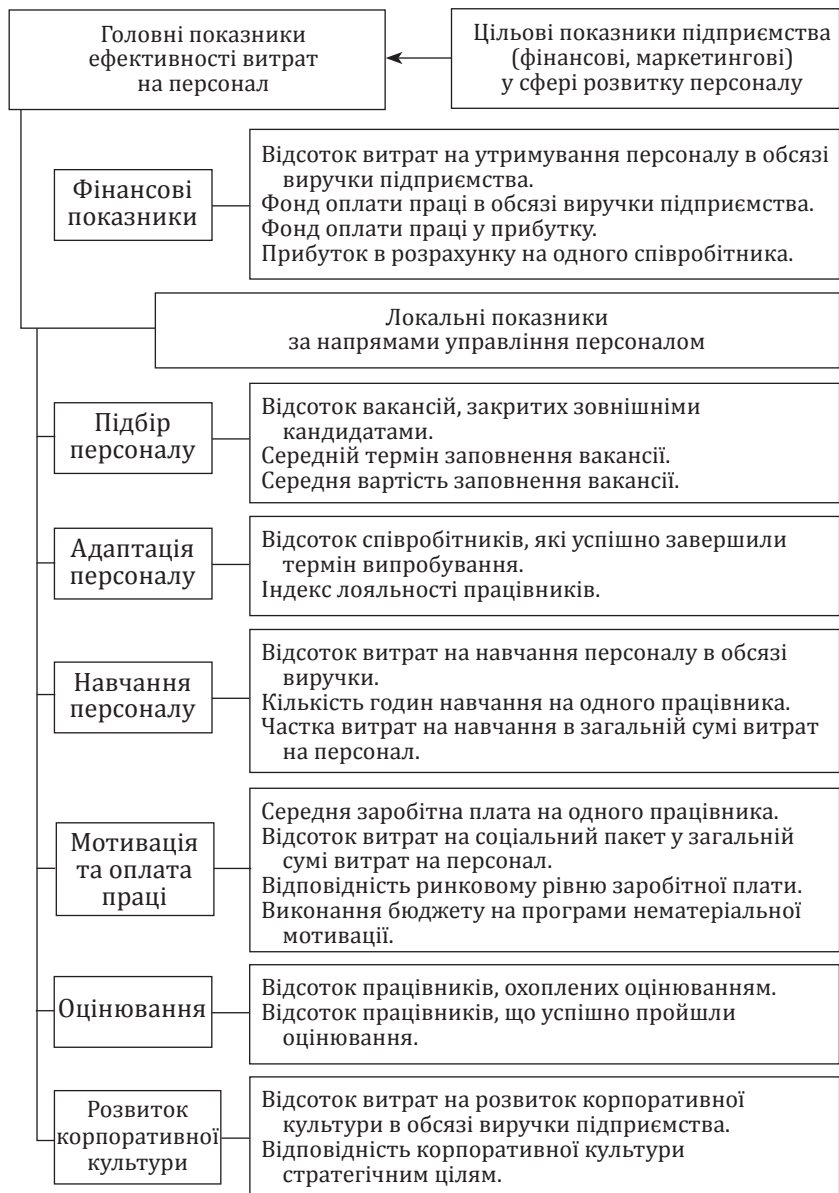 Головні показники
ефективності витрат
на персонал
Цільові показники підприємства
(фінансові, маркетингові)
у сфері розвитку персоналу
Фінансові
показники
Відсоток витрат на утримування персоналу в обсязі
виручки підприємства.
Фонд оплати праці в обсязі виручки підприємства.
Фонд оплати праці у прибутку.
Прибуток в розрахунку на одного співробітника.
Локальні показники
за напрямами управління персоналом
Підбір
персоналу
Відсоток вакансій, закритих зовнішніми
кандидатами.
Середній термін заповнення вакансії.
Середня вартість заповнення вакансії.
Адаптація
персоналу
Відсоток співробітників, які успішно завершили
термін випробування.
Індекс лояльності працівників.
Навчання
персоналу
Відсоток витрат на навчання персоналу в обсязі
виручки.
Кількість годин навчання на одного працівника.
Частка витрат на навчання в загальній сумі витрат
на персонал.
Мотивація
та оплата
праці
Середня заробітна плата на одного працівника.
Відсоток витрат на соціальний пакет у загальній
сумі витрат на персонал.
Відповідність ринковому рівню заробітної плати.
Виконання бюджету на програми нематеріальної
мотивації.
Оцінювання
Відсоток працівників, охоплених оцінюванням.
Відсоток працівників, що успішно пройшли
оцінювання.
Розвиток
корпоративної
культури
Відсоток витрат на розвиток корпоративної
культури в обсязі виручки підприємства.
Відповідність корпоративної культури
стратегічним цілям.